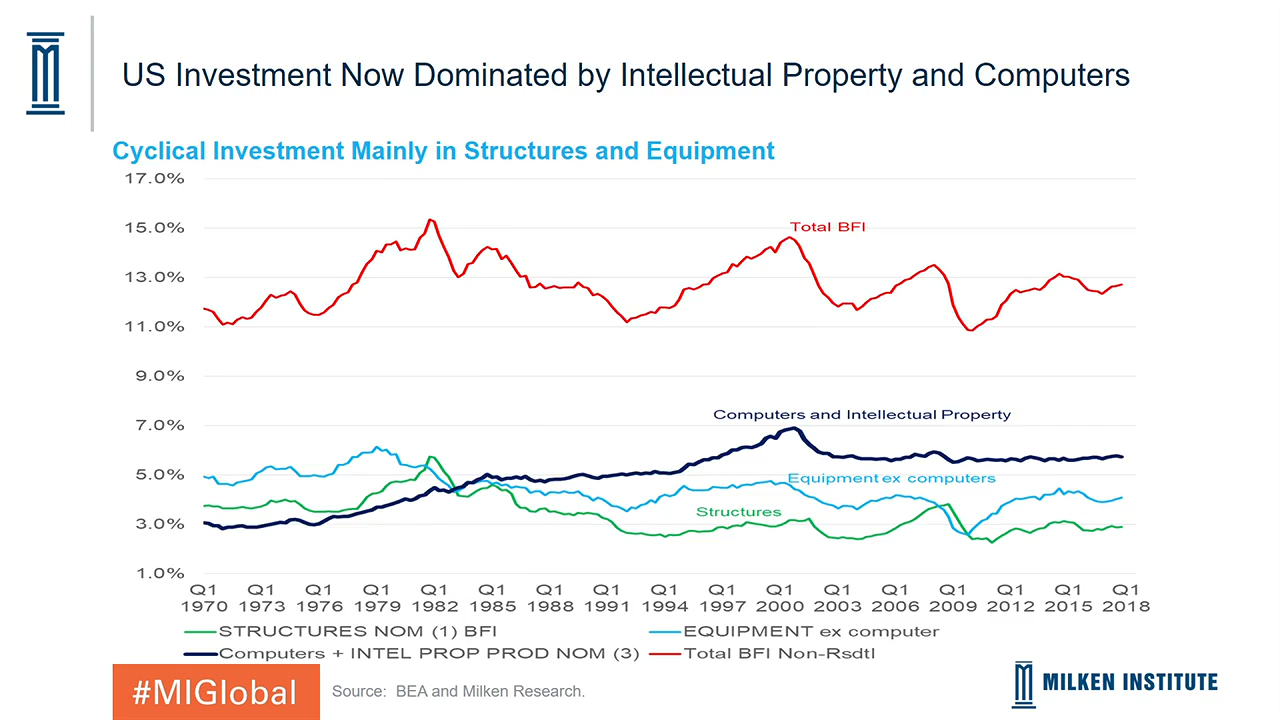 US Investment Now Dominated by Intellectual Property and Computers
Cyclical Investment Mainly in Structures and Equipment
17.0%
15.0%
13.0%
11.0%
9.0%
7.0%
5.0%
3.0%
1.0%
Total BFI
Computers and Intellectual Property
Equipment ex computers
Structures
Q1 Q1 Q1 Q1 Q1 Q1 Q1 Q1 Q1 Q1 Q1 Q1 Q1 Q1 Q1 Q1 Q1
1970 1973 1976 1979 1982 1985 1988 1991 1994 1997 2000 2003 2006 2009 2012 2015 2018
STRUCTURES NOM (1) BFI EQUIPMENT ex computer
Computers + INTEL PROP PROD NOM (3) Total BFI Non-Rsdtl
#MIGlobal
Source: BEA and Milken Research.
MILKEN INSTITUTE